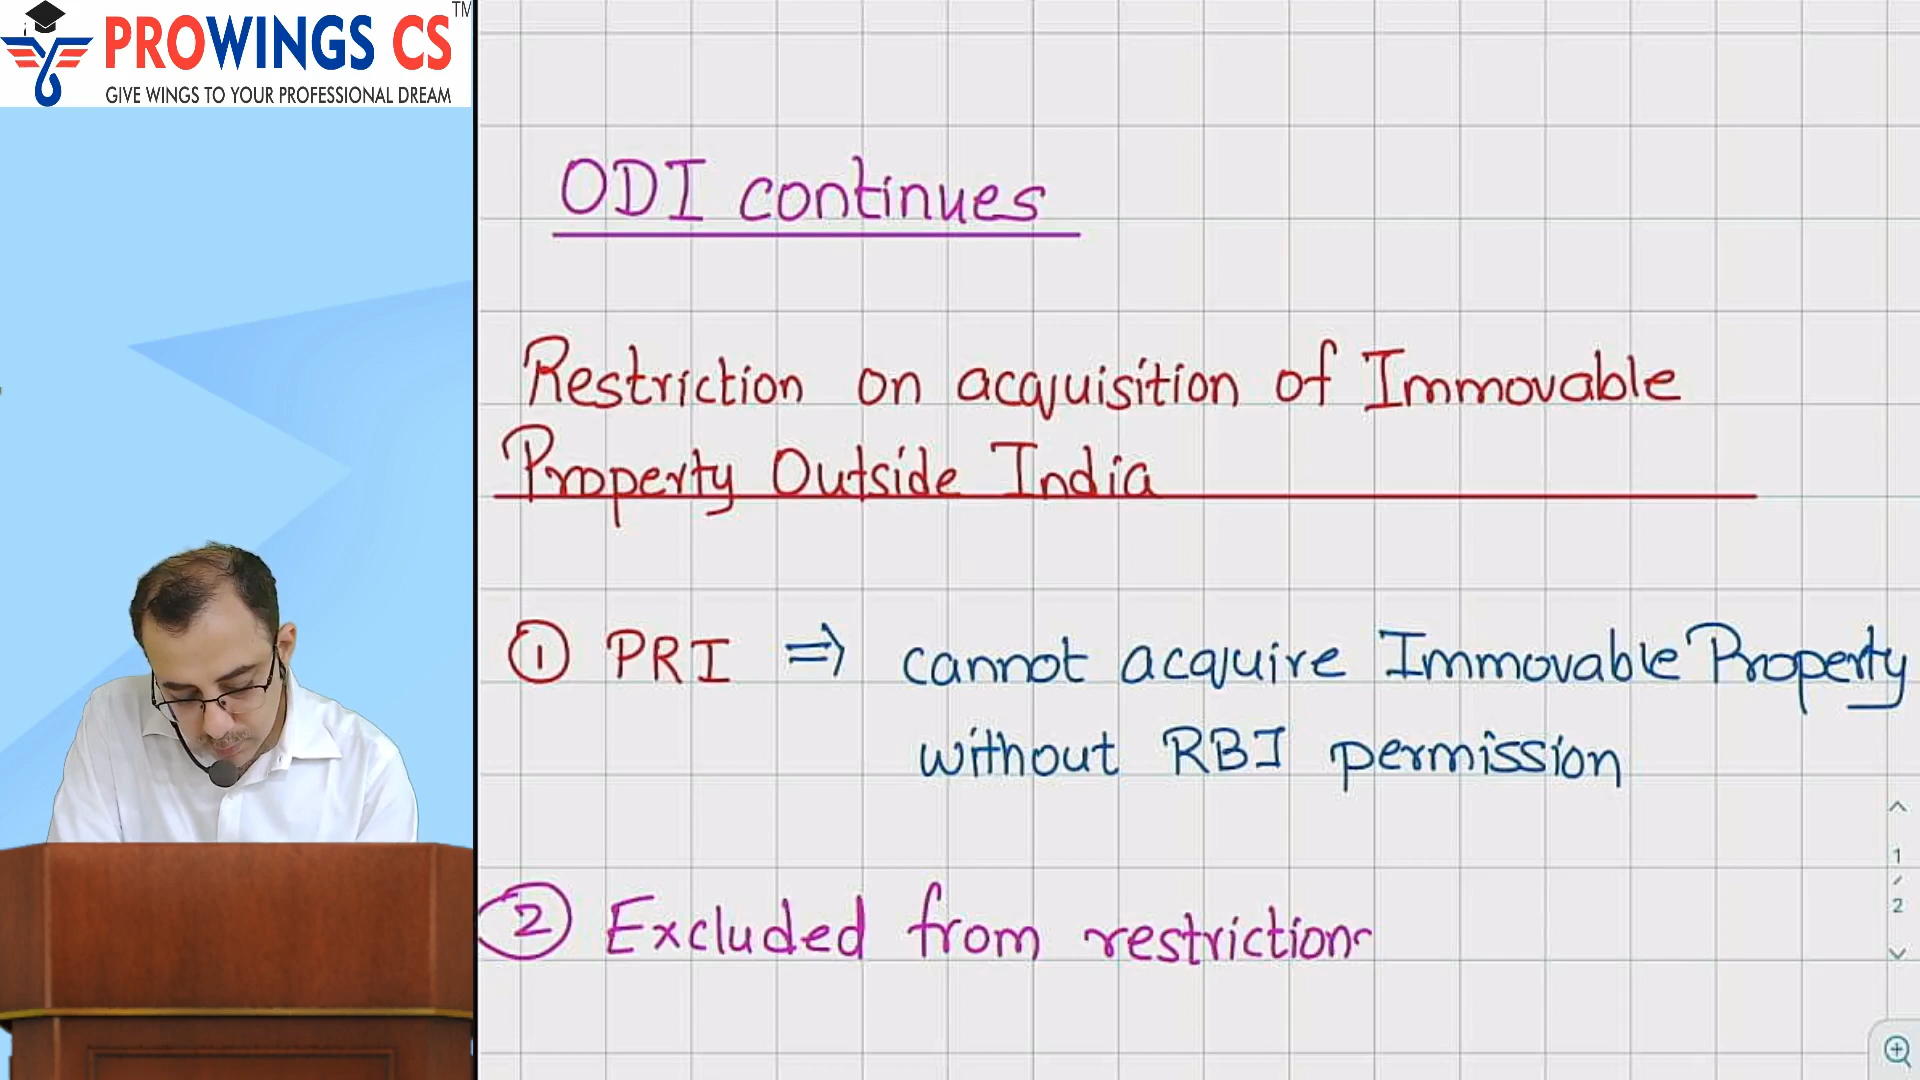 PROWINGS CS TM
GIVE WINGS TO YOUR PROFESSIONAL DREAM
ODI continues
Restriction on acquisition of Immovable
Property Outside India
① PRI ⇒ cannot acquire Immovable Property
without RBI permission
② Excluded from restriction
1
/
2